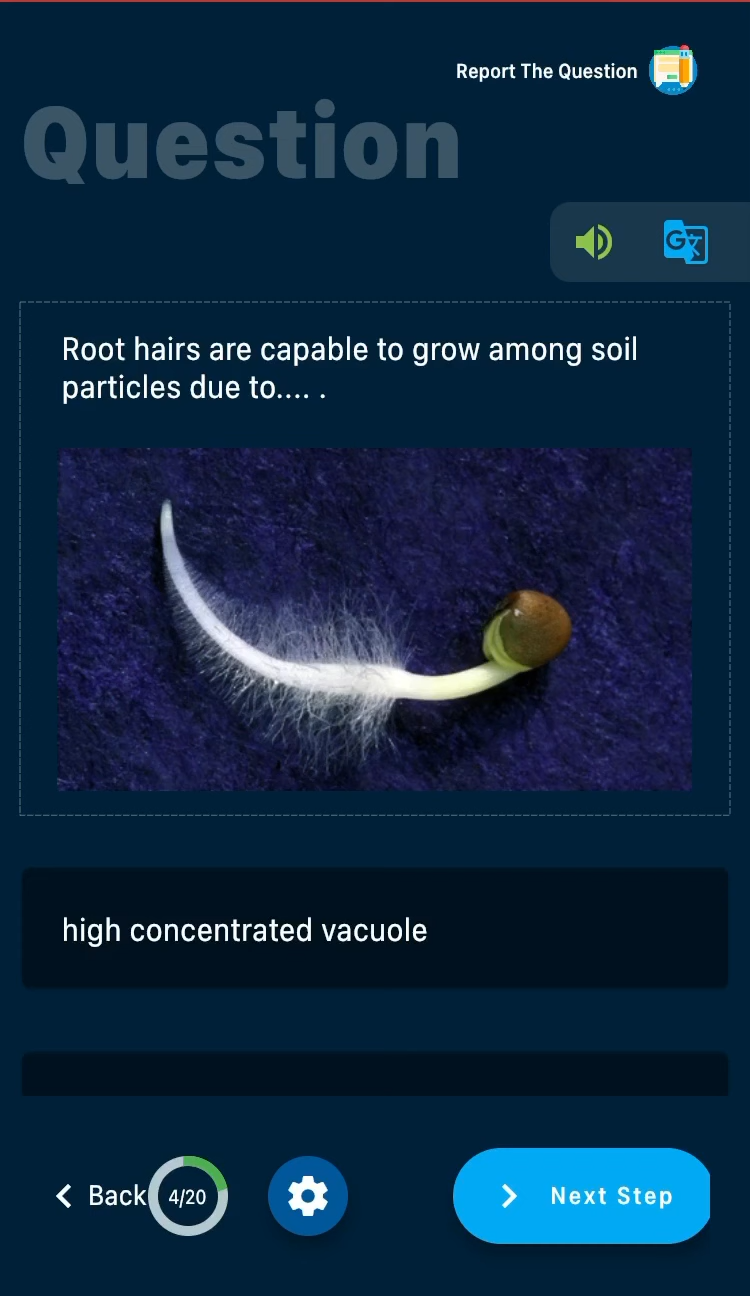 Report The Question
Question
Root hairs are capable to grow among soil
particles due to.... .
high concentrated vacuole
Back
4/20
Next Step